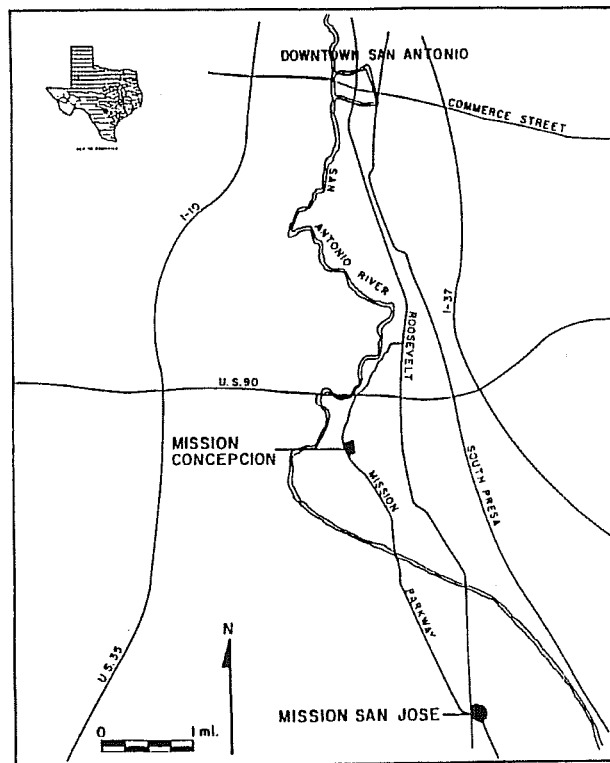 DOWNTOWN SAN ANTONIO
COMMERCE STREET
SAN
ANTONIO RIVER
I-10
I-37
ROOSEVELT
U.S.90
MISSION
CONCEPCION
MISSION
PARKWAY
SOUTH PRESA
U.S.35
N
0 1 mi.
MISSION SAN JOSE